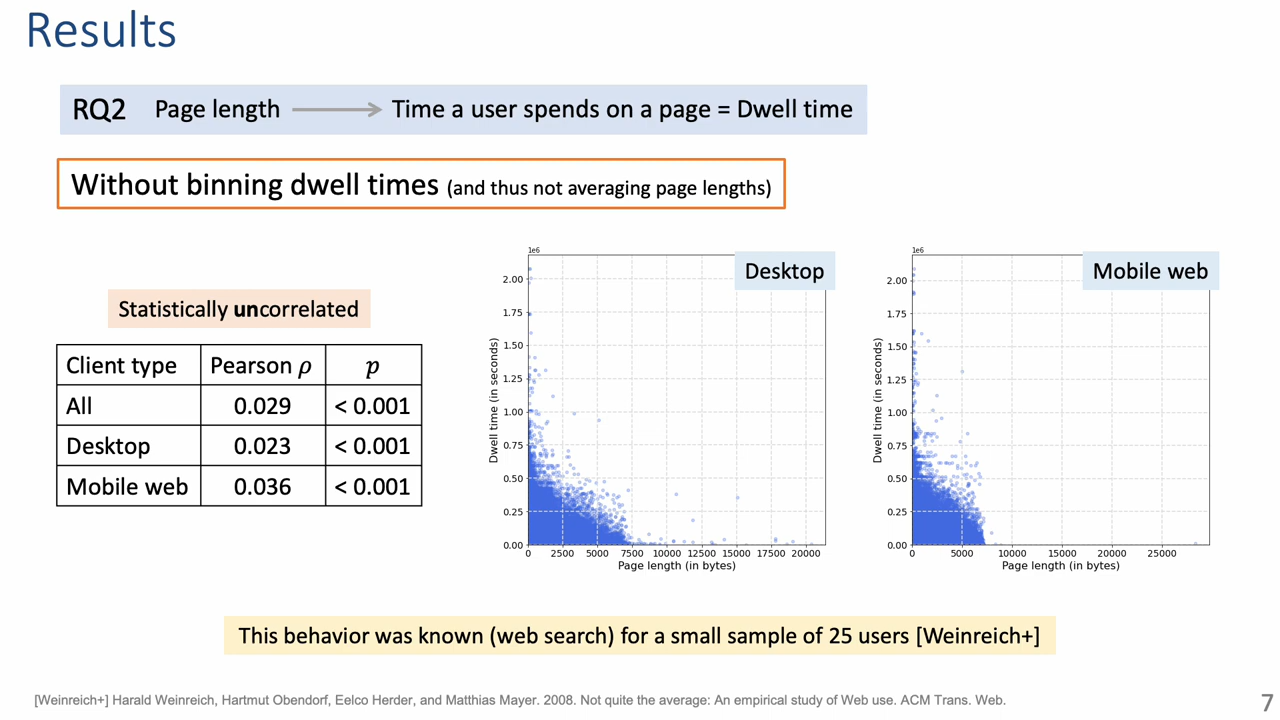 Results
RQ2 Page length → Time a user spends on a page = Dwell time
Without binning dwell times (and thus not averaging page lengths)
Statistically uncorrelated
Client type Pearson ρ p
All 0.029 < 0.001
Desktop 0.023 < 0.001
Mobile web 0.036 < 0.001
Desktop
1e6
2.00
1.75
1.50
1.25
1.00
0.75
0.50
0.25
0.00
Dwell time (in seconds)
0 2500 5000 7500 10000 12500 15000 17500 20000
Page length (in bytes)
Mobile web
1e6
2.00
1.75
1.50
1.25
1.00
0.75
0.50
0.25
0.00
Dwell time (in seconds)
0 5000 10000 15000 20000 25000
Page length (in bytes)
This behavior was known (web search) for a small sample of 25 users [Weinreich+]
[Weinreich+] Harald Weinreich, Hartmut Obendorf, Eelco Herder, and Matthias Mayer. 2008. Not quite the average: An empirical study of Web use. ACM Trans. Web.
7